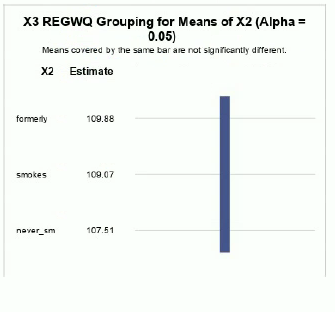 X3 REGWQ Grouping for Means of X2 (Alpha =
0.05)
Means covered by the same bar are not significantly different.
X2 Estimate
formerly 109.88
smokes 109.07
never_sm 107.51